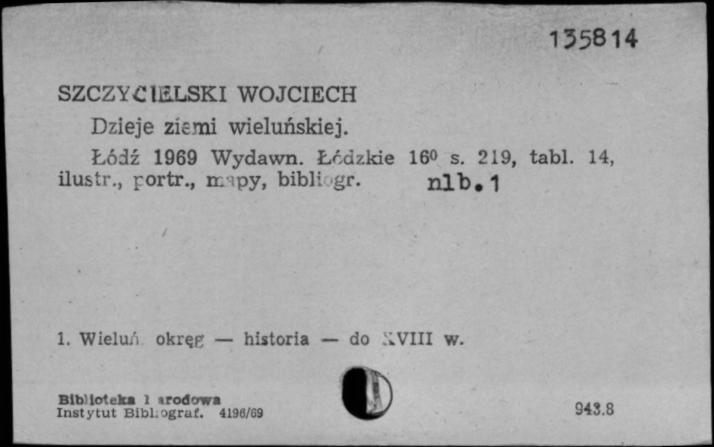 135814
SZCZYCIELSKI WOJCIECH
Dzieje ziemi wieluńskiej.
Łódź 1969 Wydawn. Łódzkie 16⁰ s. 219, tabl. 14,
ilustr., portr., mapy, bibliogr. nlb. 1
1. Wieluń okręg — historia — do XVIII w.
Biblioteka Narodowa
Instytut Bibliograf. 4196/69
943.8